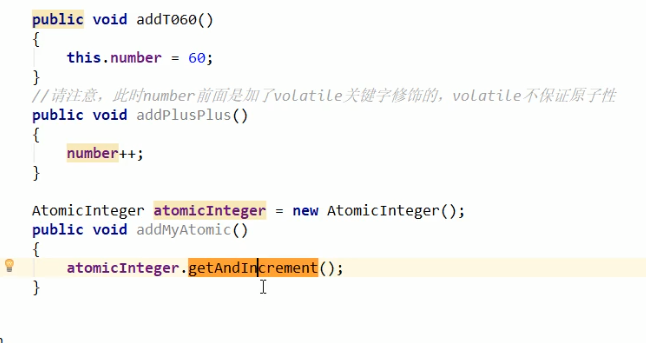 public void addTO60()
{
this.number = 60;
}
//请注意，此时number前面是加了volatile关键字修饰的，volatile不保证原子性
public void addPlusPlus()
{
number++;
}
AtomicInteger atomicInteger = new AtomicInteger();
public void addMyAtomic()
{
atomicInteger.getAndIncrement();
}